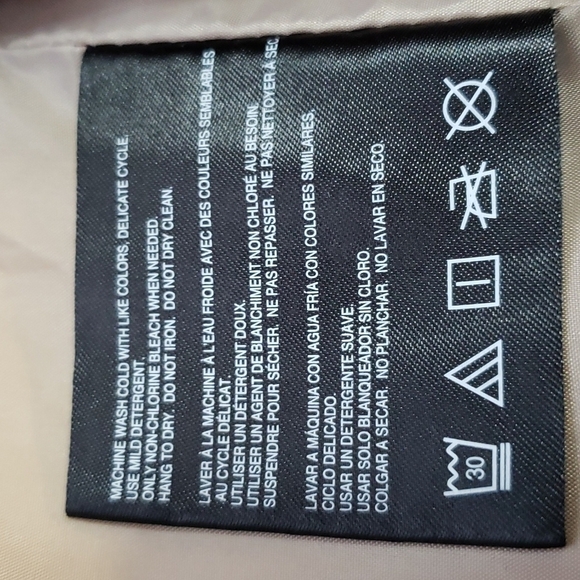 MACHINE WASH COLD WITH LIKE COLORS, DELICATE CYCLE.
USE MILD DETERGENT.
ONLY NON-CHLORINE BLEACH WHEN NEEDED.
HANG TO DRY. DO NOT IRON. DO NOT DRY CLEAN.
LAVER À LA MACHINE À L'EAU FROIDE AVEC DES COULEURS SEMBLABLES
AU CYCLE DÉLICAT.
UTILISER UN DÉTERGENT DOUX.
UTILISER UN AGENT DE BLANCHIMENT NON CHLORÉ AU BESOIN.
SUSPENDRE POUR SÉCHER. NE PAS REPASSER. NE PAS NETTOYER À SEC
LAVAR A MÁQUINA CON AGUA FRÍA CON COLORES SIMILARES.
CICLO DELICADO.
USAR UN DETERGENTE SUAVE.
USAR SOLO BLANQUEADOR SIN CLORO.
COLGAR A SECAR. NO PLANCHAR. NO LAVAR EN SECO.
30